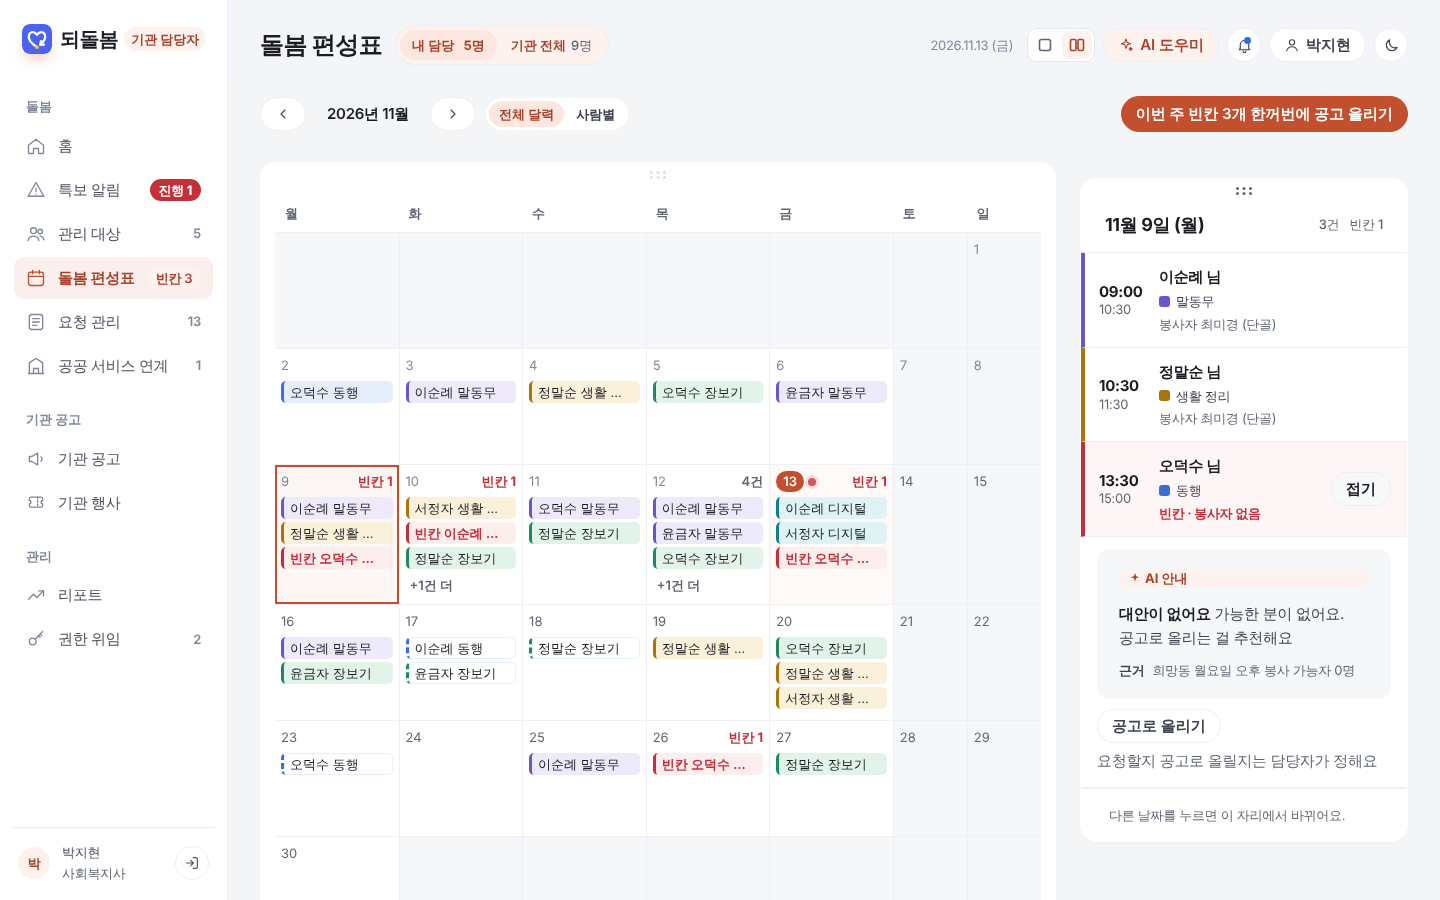 되돌봄 기관 담당자
돌봄
홈
특보 알림 진행 1
관리 대상 5
돌봄 편성표 빈칸 3
요청 관리 13
공공 서비스 연계 1
기관 공고
기관 공고
기관 행사
관리
리포트
권한 위임 2
박 박지현
사회복지사
돌봄 편성표 내 담당 5명 기관 전체 9명
2026.11.13 (금) AI 도우미 박지현
2026년 11월 전체 달력 사람별
이번 주 빈칸 3개 한꺼번에 공고 올리기
월 화 수 목 금 토 일
1
2 3 4 5 6 7 8
오덕수 동행 이순례 말동무 정말순 생활 ... 오덕수 장보기 윤금자 말동무
9 빈칸 1 10 빈칸 1 11 12 4건 13 빈칸 1 14 15
이순례 말동무 서정자 생활 ... 오덕수 말동무 이순례 말동무 이순례 디지털
정말순 생활 ... 빈칸 이순례 ... 정말순 장보기 윤금자 말동무 서정자 디지털
빈칸 오덕수 ... 정말순 장보기 오덕수 장보기 빈칸 오덕수 ...
+1건 더 +1건 더
16 17 18 19 20 21 22
이순례 말동무 이순례 동행 정말순 장보기 정말순 생활 ... 오덕수 장보기
윤금자 장보기 윤금자 장보기 정말순 생활 ...
서정자 생활 ...
23 24 25 26 빈칸 1 27 28 29
오덕수 동행 이순례 말동무 빈칸 오덕수 ... 정말순 장보기
30
11월 9일 (월) 3건 빈칸 1
09:00 이순례 님
10:30 말동무
봉사자 최미경 (단골)
10:30 정말순 님
11:30 생활 정리
봉사자 최미경 (단골)
13:30 오덕수 님
15:00 동행 접기
빈칸 · 봉사자 없음
AI 안내
대안이 없어요 가능한 분이 없어요.
공고로 올리는 걸 추천해요
근거 희망동 월요일 오후 봉사 가능자 0명
공고로 올리기
요청할지 공고로 올릴지는 담당자가 정해요
다른 날짜를 누르면 이 자리에서 바뀌어요.